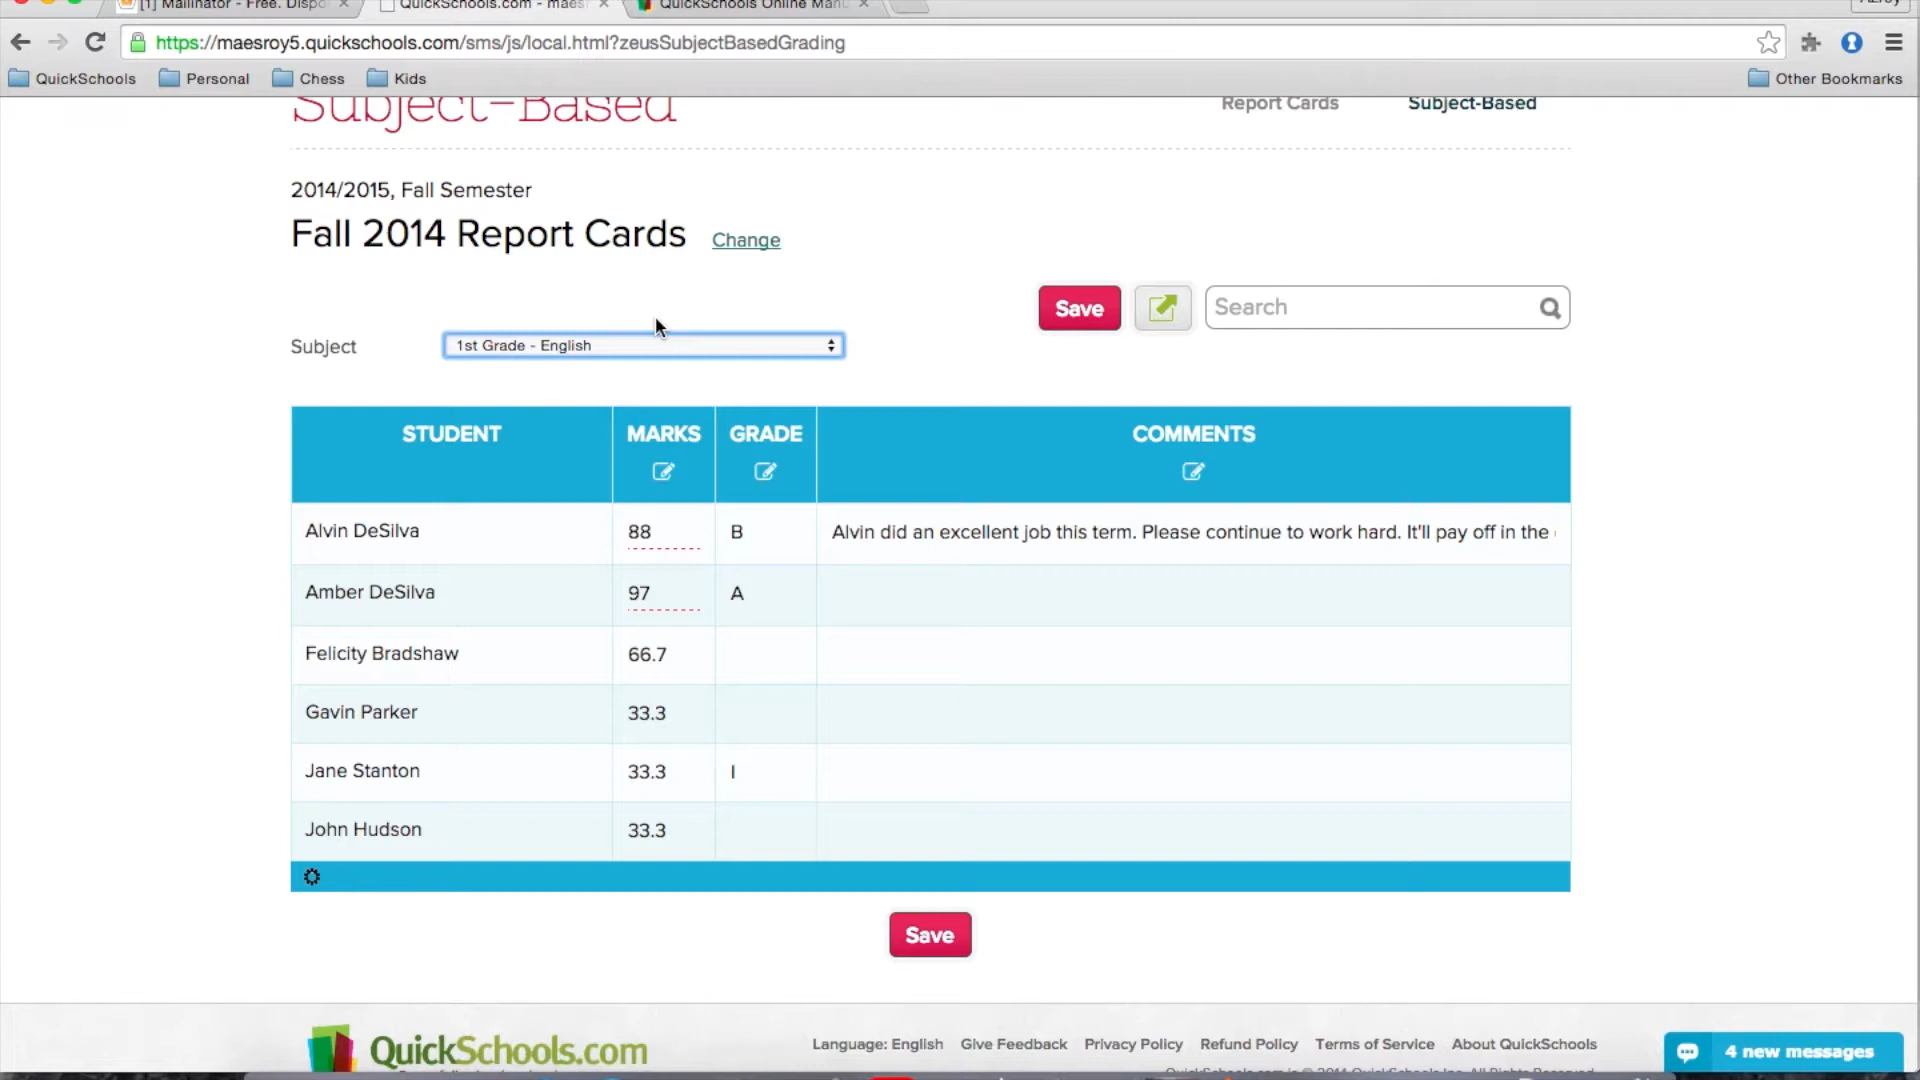 [1] Mailinator - Free. Dispo
QuickSchools.com - maes
QuickSchools Online Manu
https://maesroy5.quickschools.com/sms/js/local.html?zeusSubjectBasedGrading
QuickSchools
Personal
Chess
Kids
Other Bookmarks
Subject-Based
Report Cards
Subject-Based
2014/2015, Fall Semester
Fall 2014 Report Cards Change
Save
Search
Subject
1st Grade - English
STUDENT MARKS GRADE COMMENTS
Alvin DeSilva 88 B Alvin did an excellent job this term. Please continue to work hard. It'll pay off in the
Amber DeSilva 97 A
Felicity Bradshaw 66.7
Gavin Parker 33.3
Jane Stanton 33.3 I
John Hudson 33.3
Save
QuickSchools.com
Language: English Give Feedback Privacy Policy Refund Policy Terms of Service About QuickSchools
4 new messages